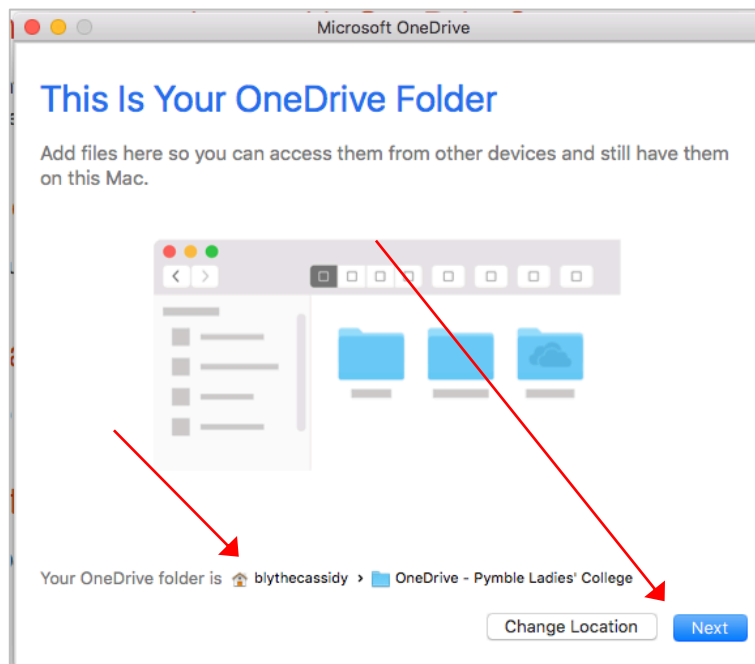 Microsoft OneDrive
This Is Your OneDrive Folder
Add files here so you can access them from other devices and still have them
on this Mac.
Your OneDrive folder is blythecassidy › OneDrive - Pymble Ladies' College
Change Location Next